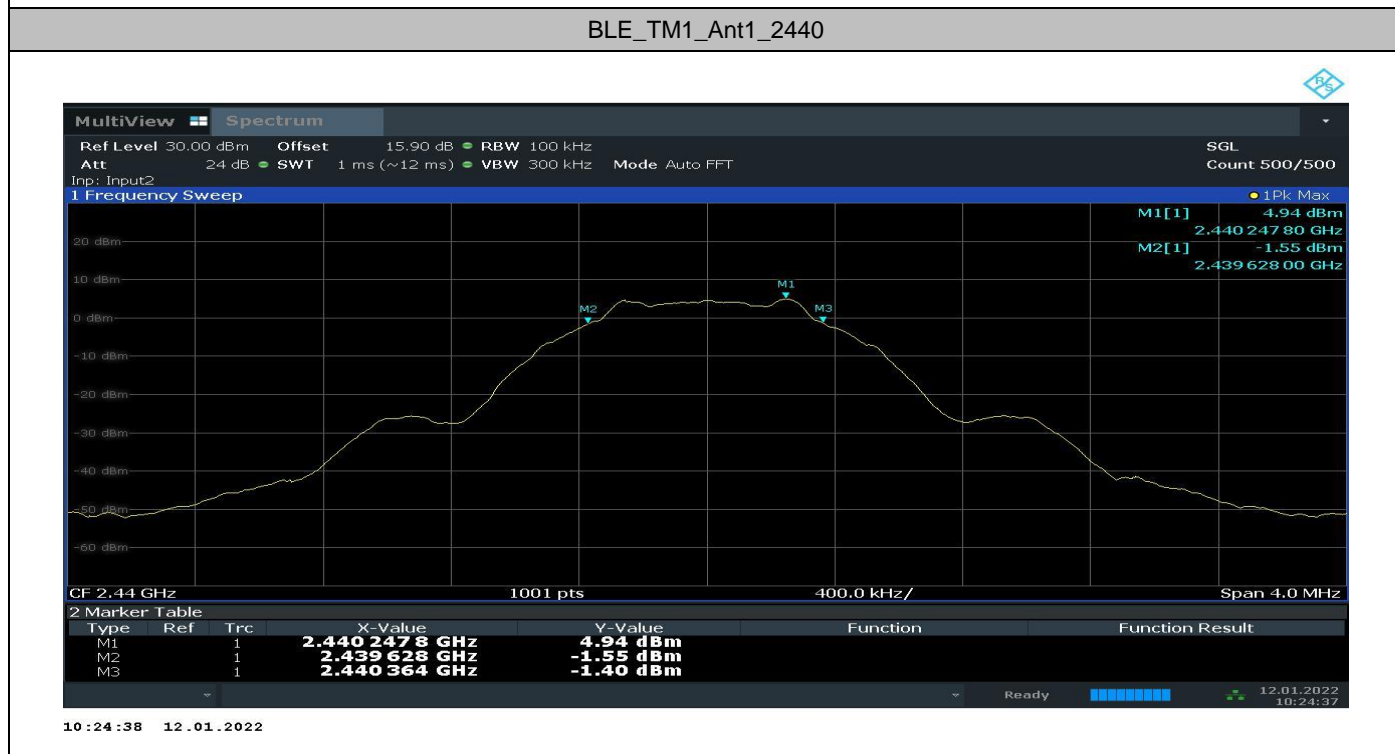 BLE_TM1_Ant1_2440
R&S
MultiView Spectrum
Ref Level 30.00 dBm Offset 15.90 dB RBW 100 kHz SGL
Att 24 dB SWT 1 ms (~12 ms) VBW 300 kHz Mode Auto FFT Count 500/500
Inp: Input2
1 Frequency Sweep 1Pk Max
M1[1] 4.94 dBm
2.440 247 80 GHz
20 dBm
M2[1] -1.55 dBm
2.439 628 00 GHz
10 dBm
M1
M2
M3
0 dBm
-10 dBm
-20 dBm
-30 dBm
-40 dBm
-50 dBm
-60 dBm
CF 2.44 GHz 1001 pts 400.0 kHz/ Span 4.0 MHz
2 Marker Table
Type Ref Trc X-Value Y-Value Function Function Result
M1 1 2.440 247 8 GHz 4.94 dBm
M2 1 2.439 628 GHz -1.55 dBm
M3 1 2.440 364 GHz -1.40 dBm
Ready 12.01.2022
10:24:37
10:24:38 12.01.2022